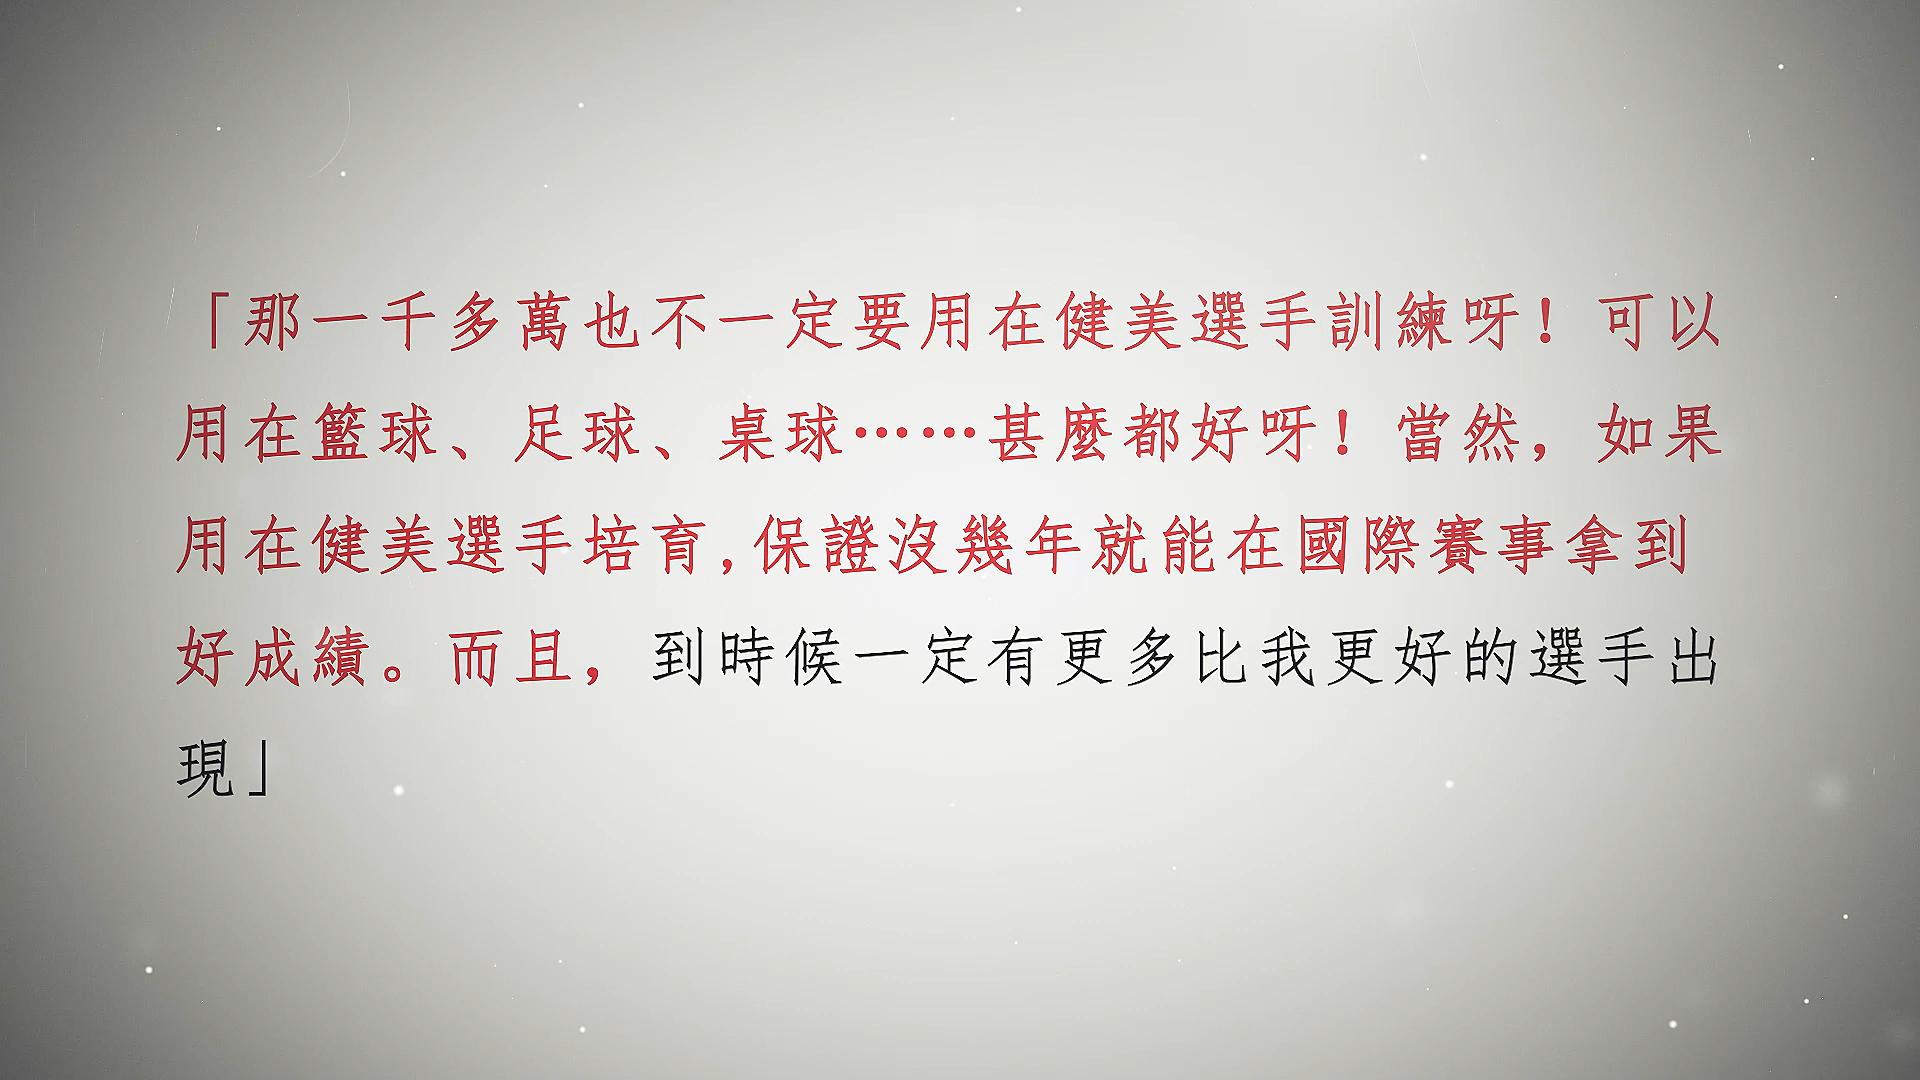 「那一千多萬也不一定要用在健美選手訓練呀！可以
用在籃球、足球、桌球……甚麼都好呀！當然，如果
用在健美選手培育,保證沒幾年就能在國際賽事拿到
好成績。而且，到時候一定有更多比我更好的選手出
現」